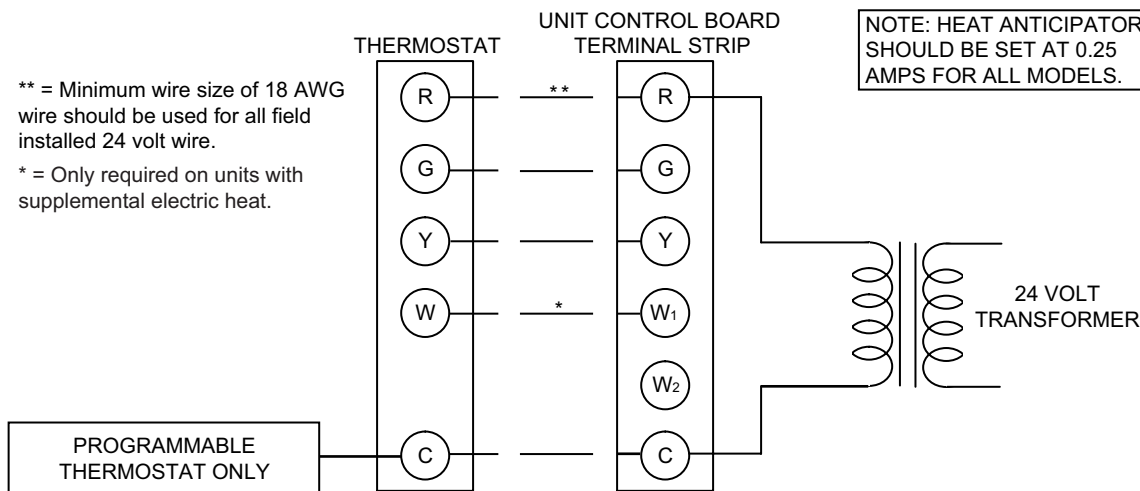 UNIT CONTROL BOARD
TERMINAL STRIP
THERMOSTAT
NOTE: HEAT ANTICIPATOR
SHOULD BE SET AT 0.25
AMPS FOR ALL MODELS.
** = Minimum wire size of 18 AWG
wire should be used for all field
installed 24 volt wire.
* = Only required on units with
supplemental electric heat.
R
**
R
G
G
Y
Y
W
*
W1
W2
C
C
24 VOLT
TRANSFORMER
PROGRAMMABLE
THERMOSTAT ONLY